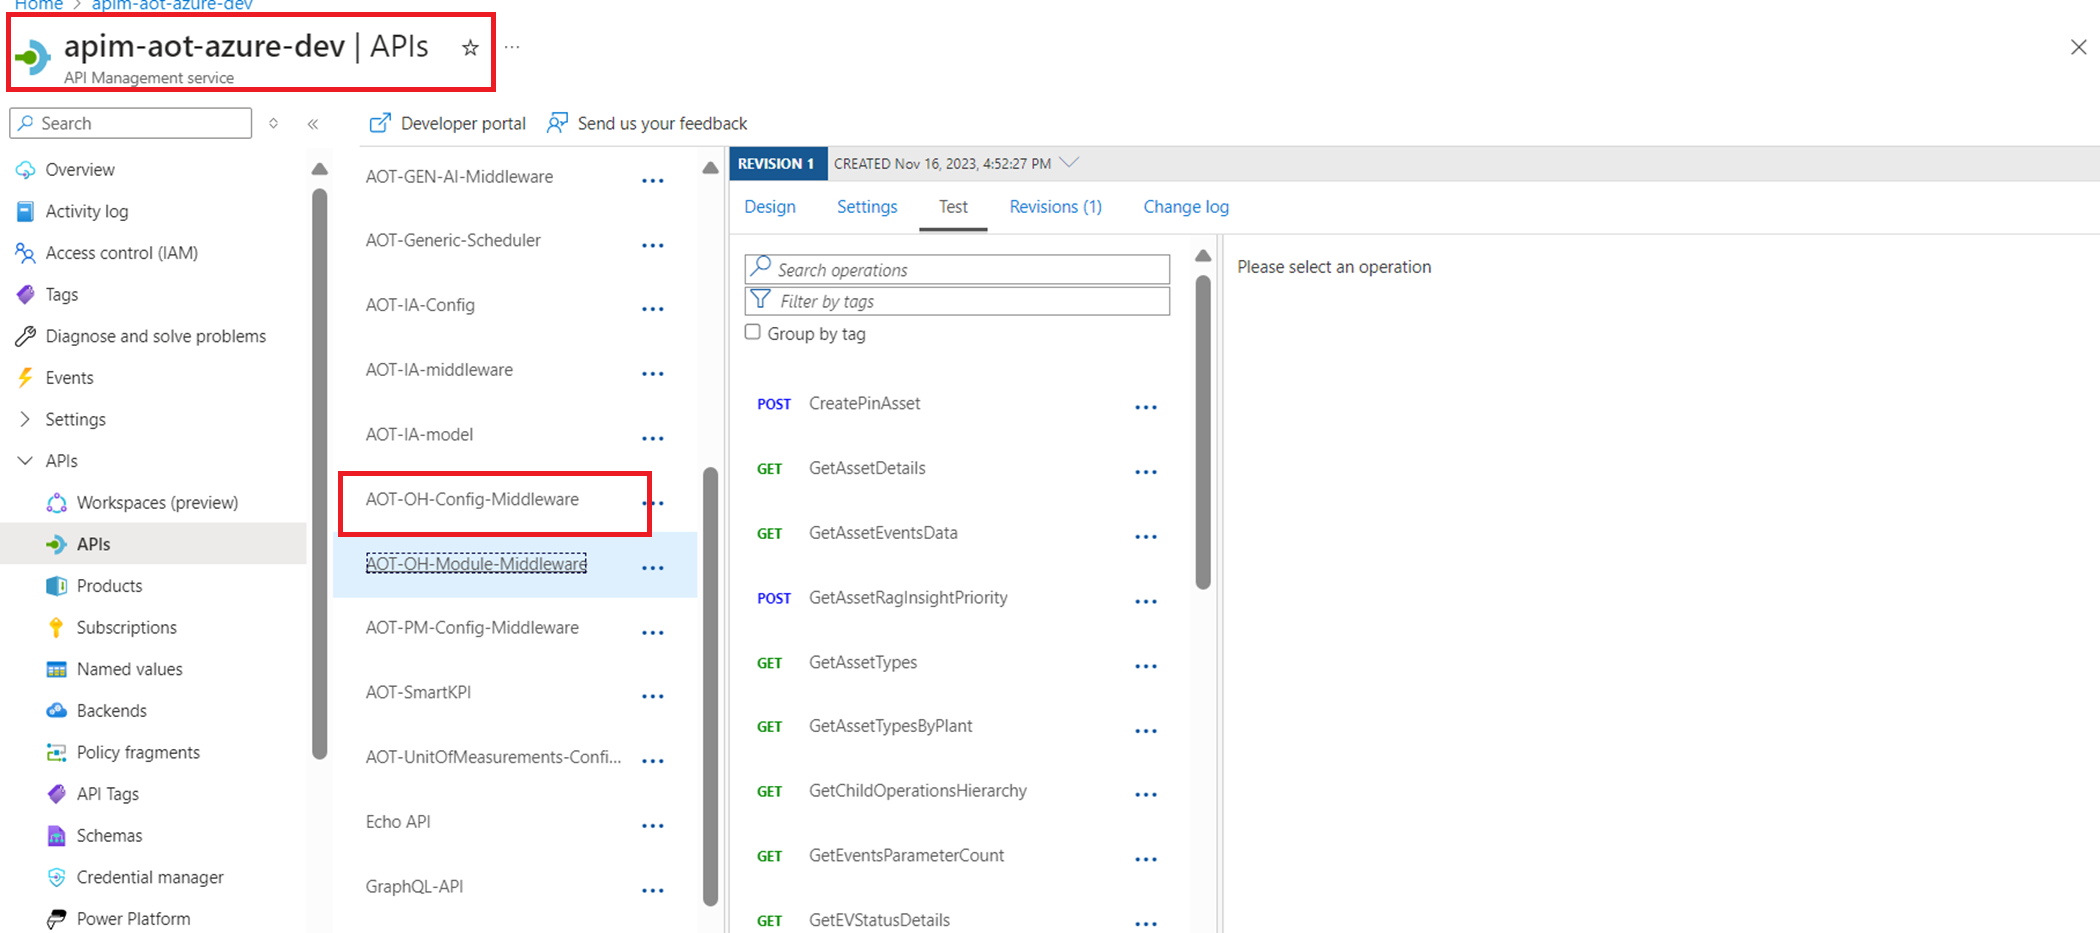 Home > apim-aot-azure-dev
apim-aot-azure-dev | APIs
API Management service
Search
Overview
Activity log
Access control (IAM)
Tags
Diagnose and solve problems
Events
Settings
APIs
Workspaces (preview)
APIs
Products
Subscriptions
Named values
Backends
Policy fragments
API Tags
Schemas
Credential manager
Power Platform
Developer portal
Send us your feedback
AOT-GEN-AI-Middleware
AOT-Generic-Scheduler
AOT-IA-Config
AOT-IA-middleware
AOT-IA-model
AOT-OH-Config-Middleware
AOT-OH-Module-Middleware
AOT-PM-Config-Middleware
AOT-SmartKPI
AOT-UnitOfMeasurements-Confi...
Echo API
GraphQL-API
REVISION 1 CREATED Nov 16, 2023, 4:52:27 PM
Design Settings Test Revisions (1) Change log
Search operations
Filter by tags
Group by tag
POST CreatePinAsset
GET GetAssetDetails
GET GetAssetEventsData
POST GetAssetRagInsightPriority
GET GetAssetTypes
GET GetAssetTypesByPlant
GET GetChildOperationsHierarchy
GET GetEventsParameterCount
GET GetEVStatusDetails
Please select an operation